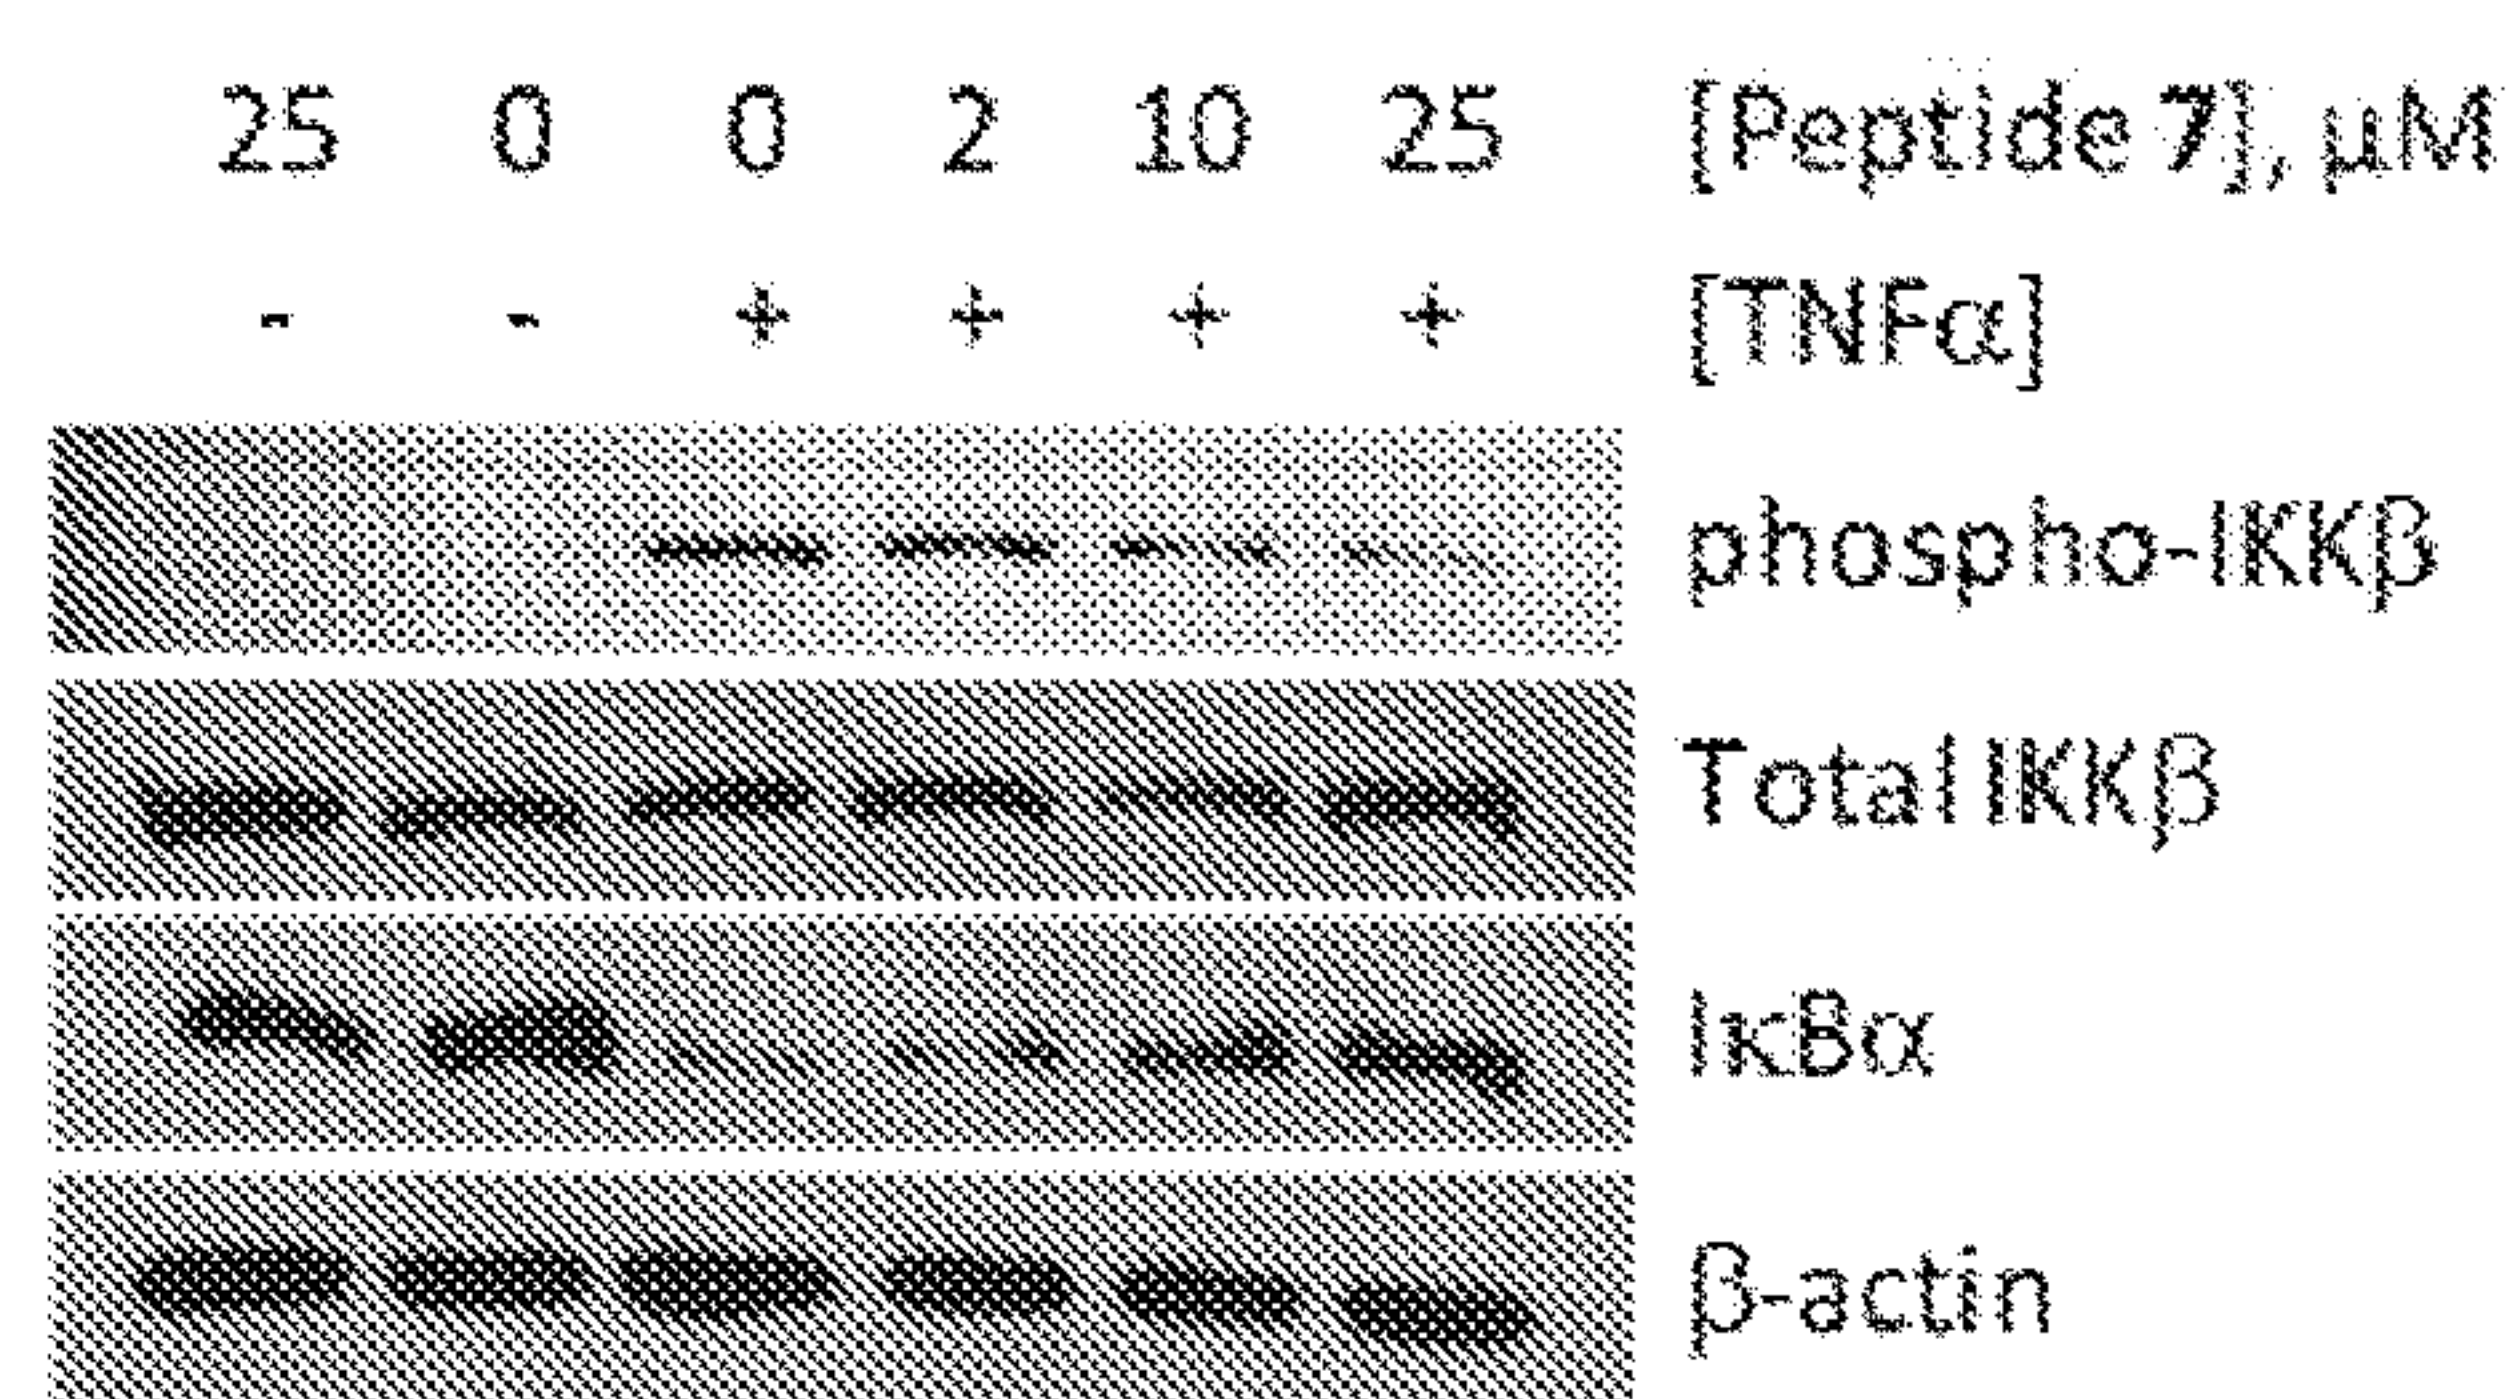 25 0 0 2 10 25 [Peptide 7], µM
- - + + + + [TNFα]
phospho-IKKβ
Total IKKβ
IκBα
β-actin